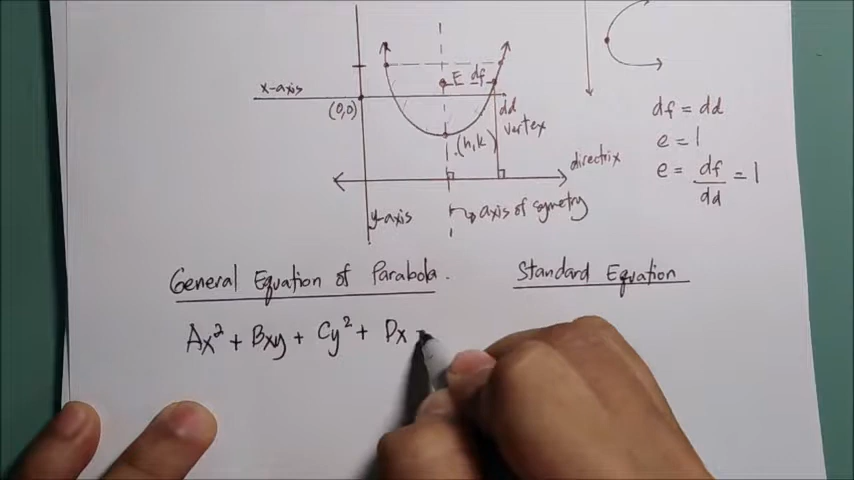 x-axis
(0,0)
E df
dd
vertex
(h,k)
directrix
y-axis
axis of symetry
df = dd
e = 1
e = df/dd = 1
General Equation of Parabola.
Standard Equation
Ax² + Bxy + Cy² + Dx